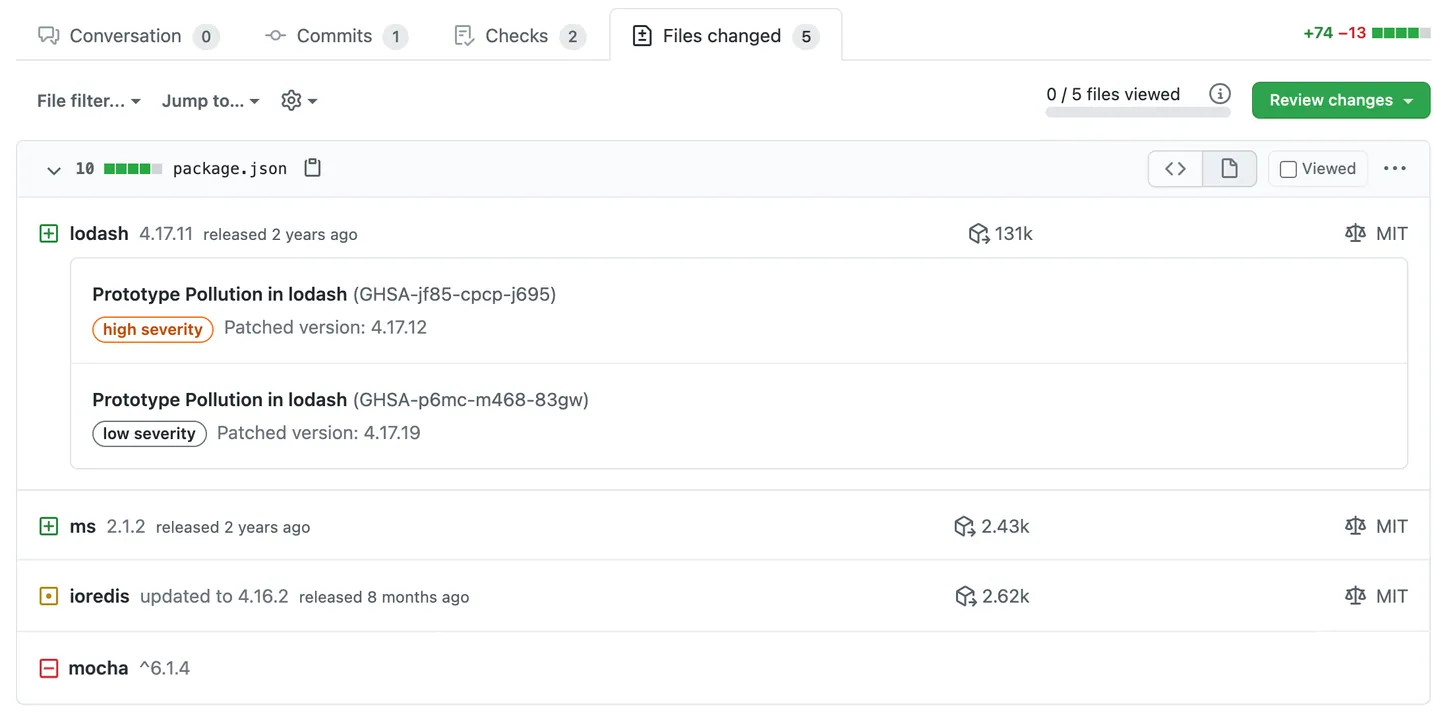 Conversation 0 Commits 1 Checks 2 Files changed 5 +74 −13
File filter... Jump to... 0 / 5 files viewed Review changes
10 package.json Viewed
lodash 4.17.11 released 2 years ago 131k MIT
Prototype Pollution in lodash (GHSA-jf85-cpcp-j695)
high severity Patched version: 4.17.12
Prototype Pollution in lodash (GHSA-p6mc-m468-83gw)
low severity Patched version: 4.17.19
ms 2.1.2 released 2 years ago 2.43k MIT
ioredis updated to 4.16.2 released 8 months ago 2.62k MIT
mocha ^6.1.4